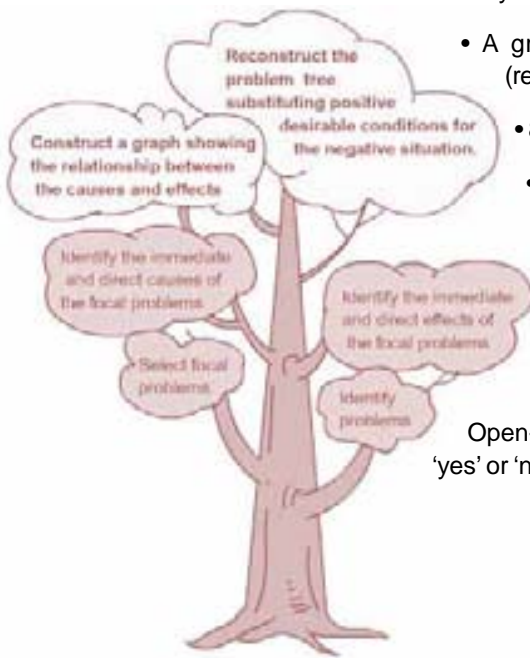 Reconstruct the
problem tree
substituting positive
desirable conditions for
the negative situation.
Construct a graph showing
the relationship between
the causes and effects
Identify the immediate
and direct causes of
the focal problems
Identify the immediate
and direct effects of
the focal problems
Select focal
problems
Identify
problems
• A gr
(re
•
•
Open-
'yes' or 'n